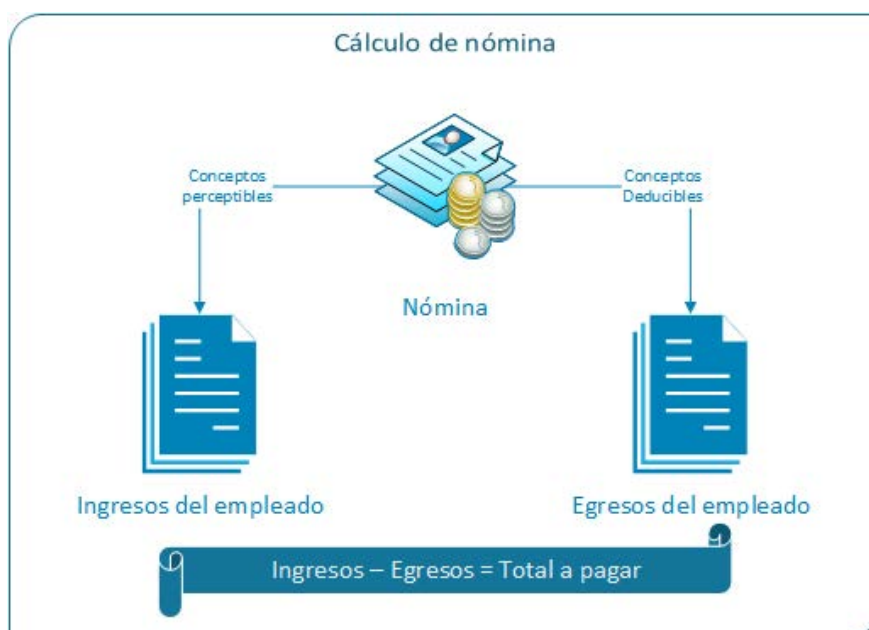 Cálculo de nómina
Conceptos
perceptibles
Conceptos
Deducibles
Nómina
Ingresos del empleado
Egresos del empleado
Ingresos – Egresos = Total a pagar